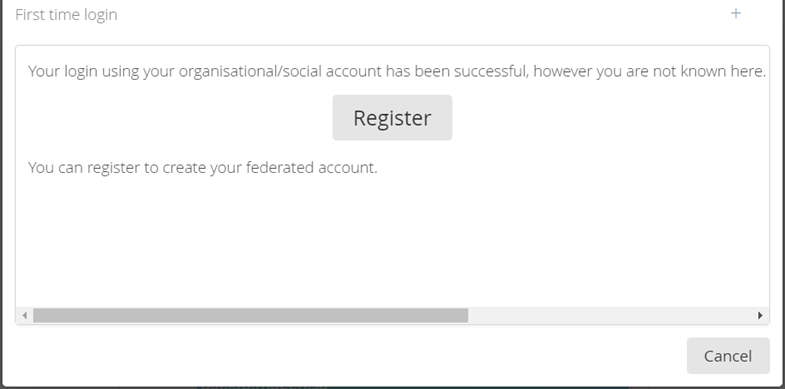 First time login
Your login using your organisational/social account has been successful, however you are not known here.
Register
You can register to create your federated account.
Cancel